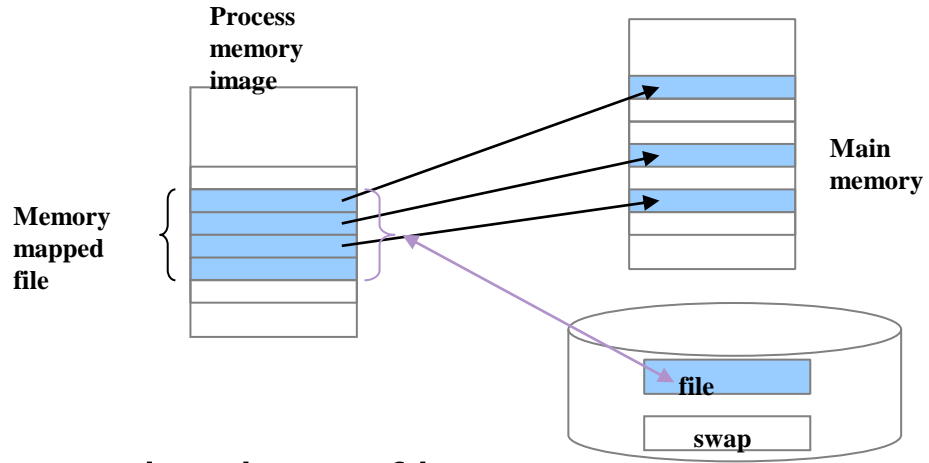 Process
memory
image
Main
memory
Memory
mapped
file
file
swap